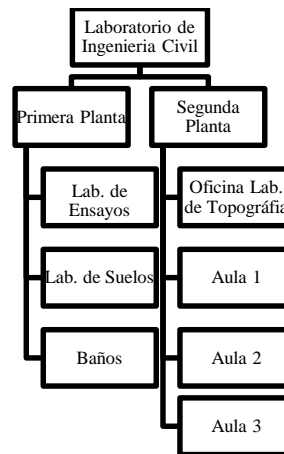 Laboratorio de
Ingenieria Civil
Primera Planta
Segunda
Planta
Lab. de
Ensayos
Oficina Lab.
de Topográfia
Lab. de Suelos
Aula 1
Baños
Aula 2
Aula 3